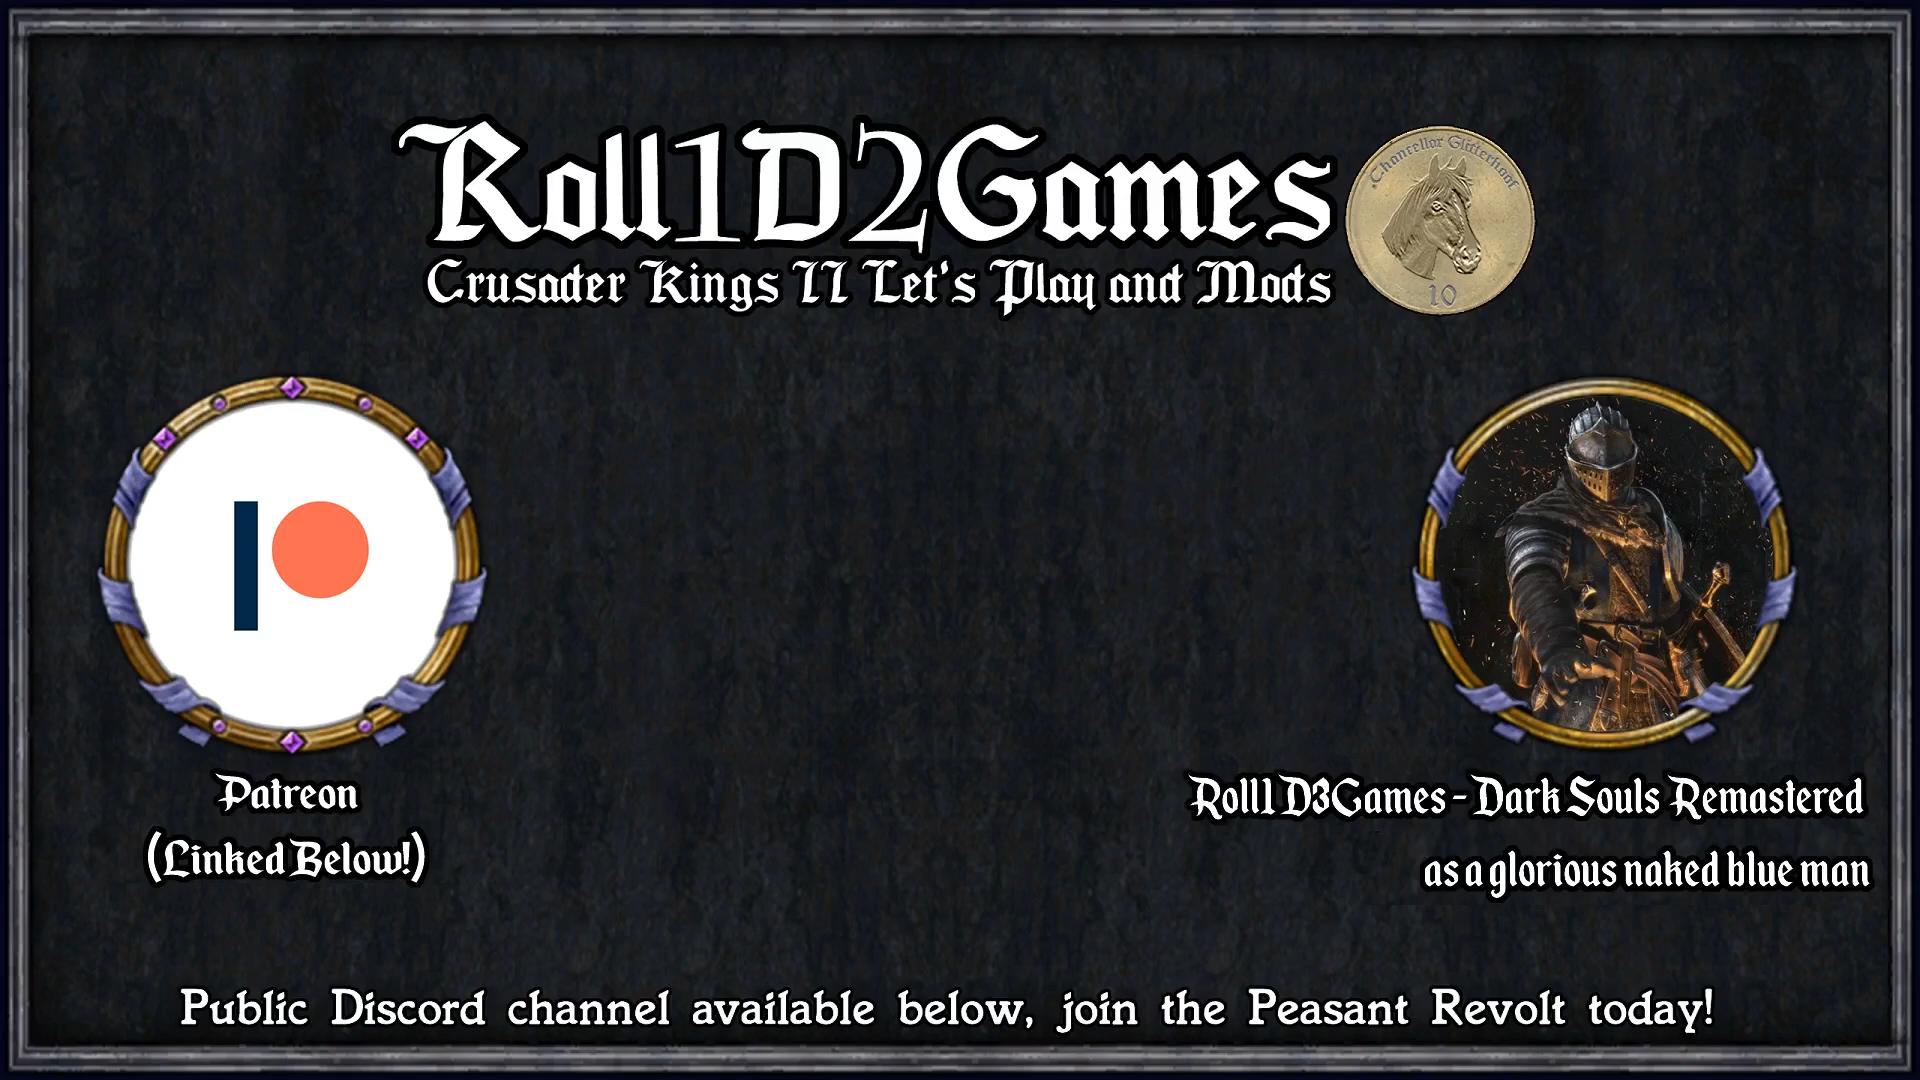 Roll1D2Games
Chancellor Glitterhoof
10
Crusader Kings II Let's Play and Mods
Patreon
(Linked Below!)
Roll1D3Games - Dark Souls Remastered
as a glorious naked blue man
Public Discord channel available below, join the Peasant Revolt today!